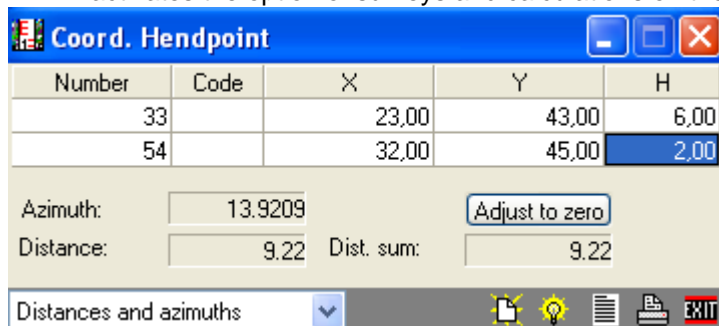 Coord. Hendpoint
Number Code X Y H
33 23,00 43,00 6,00
54 32,00 45,00 2,00
Azimuth: 13.9209 Adjust to zero
Distance: 9.22 Dist. sum: 9.22
Distances and azimuths EXIT